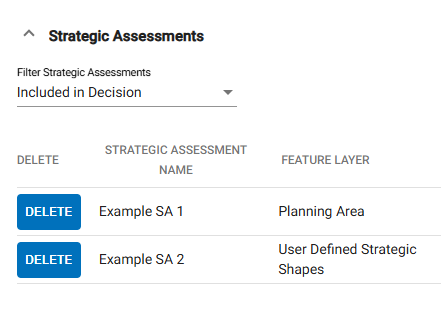 Strategic Assessments
Filter Strategic Assessments
Included in Decision
DELETE STRATEGIC ASSESSMENT NAME FEATURE LAYER
DELETE Example SA 1 Planning Area
DELETE Example SA 2 User Defined Strategic
Shapes